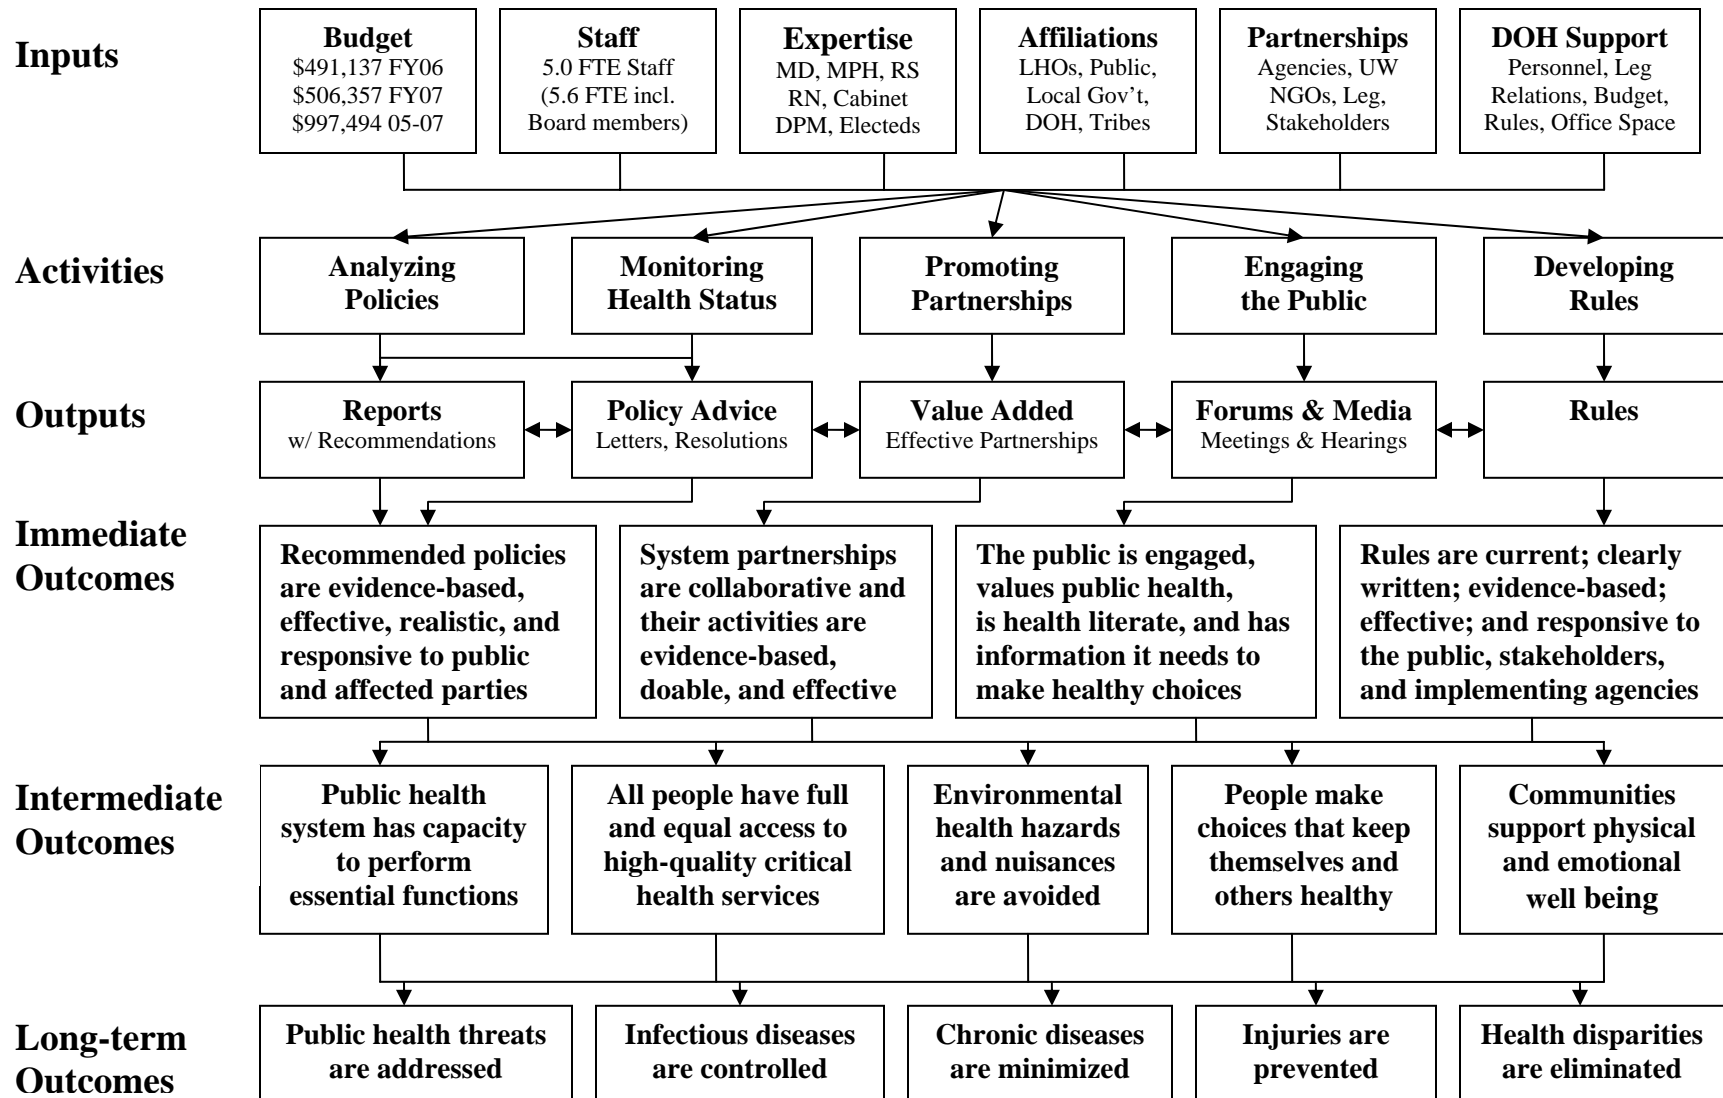 Inputs
Budget
$491,137 FY06
$506,357 FY07
$997,494 05-07
Staff
5.0 FTE Staff
(5.6 FTE incl.
Board members)
Expertise
MD, MPH, RS
RN, Cabinet
DPM, Electeds
Affiliations
LHOs, Public,
Local Gov’t,
DOH, Tribes
Partnerships
Agencies, UW
NGOs, Leg,
Stakeholders
DOH Support
Personnel, Leg
Relations, Budget,
Rules, Office Space
Activities
Analyzing
Policies
Monitoring
Health Status
Promoting
Partnerships
Engaging
the Public
Developing
Rules
Outputs
Reports
w/ Recommendations
Policy Advice
Letters, Resolutions
Value Added
Effective Partnerships
Forums & Media
Meetings & Hearings
Rules
Immediate
Outcomes
Recommended policies
are evidence-based,
effective, realistic, and
responsive to public
and affected parties
System partnerships
are collaborative and
their activities are
evidence-based,
doable, and effective
The public is engaged,
values public health,
is health literate, and has
information it needs to
make healthy choices
Rules are current; clearly
written; evidence-based;
effective; and responsive to
the public, stakeholders,
and implementing agencies
Intermediate
Outcomes
Public health
system has capacity
to perform
essential functions
All people have full
and equal access to
high-quality critical
health services
Environmental
health hazards
and nuisances
are avoided
People make
choices that keep
themselves and
others healthy
Communities
support physical
and emotional
well being
Long-term
Outcomes
Public health threats
are addressed
Infectious diseases
are controlled
Chronic diseases
are minimized
Injuries are
prevented
Health disparities
are eliminated